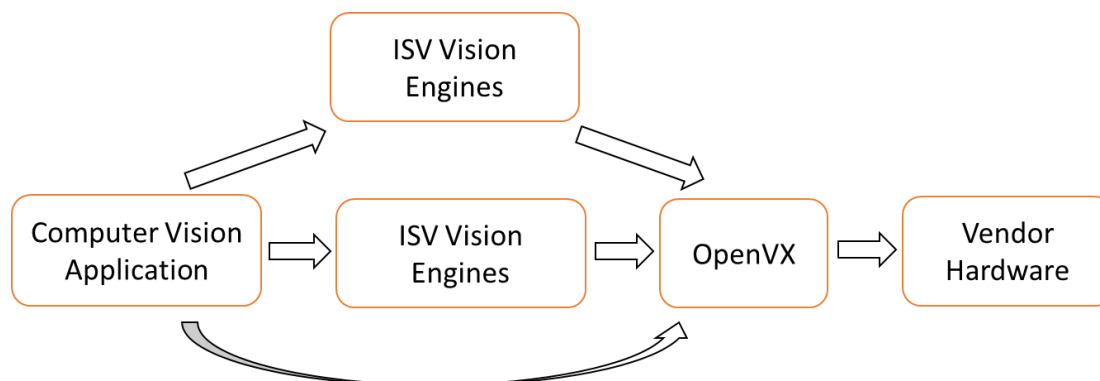 ISV Vision
Engines
Computer Vision
Application
ISV Vision
Engines
OpenVX
Vendor
Hardware